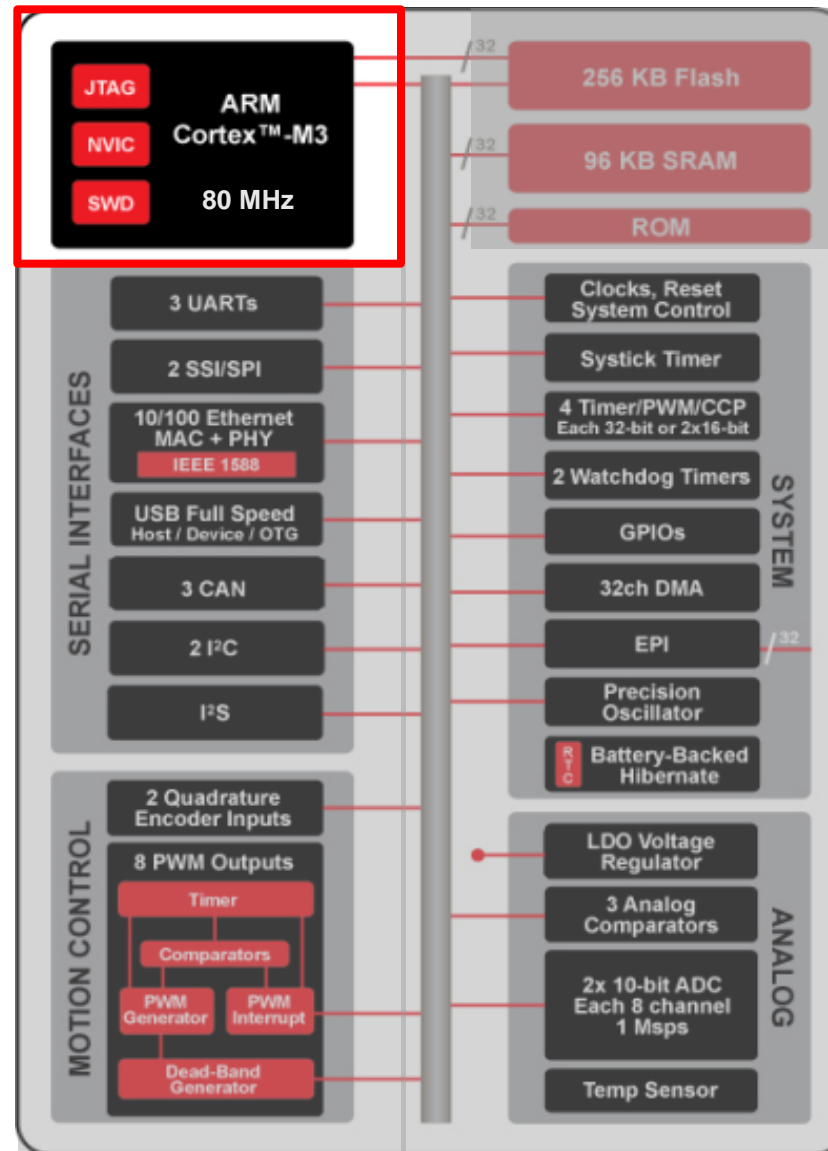 JTAG
NVIC
SWD
ARM
Cortex™-M3
80 MHz
32
256 KB Flash
32
96 KB SRAM
32
ROM
SERIAL INTERFACES
3 UARTs
2 SSI/SPI
10/100 Ethernet
MAC + PHY
IEEE 1588
USB Full Speed
Host / Device / OTG
3 CAN
2 I²C
I²S
MOTION CONTROL
2 Quadrature
Encoder Inputs
8 PWM Outputs
Timer
Comparators
PWM
Generator
PWM
Interrupt
Dead-Band
Generator
SYSTEM
Clocks, Reset
System Control
Systick Timer
4 Timer/PWM/CCP
Each 32-bit or 2x16-bit
2 Watchdog Timers
GPIOs
32ch DMA
EPI
32
Precision
Oscillator
RTC
Battery-Backed
Hibernate
ANALOG
LDO Voltage
Regulator
3 Analog
Comparators
2x 10-bit ADC
Each 8 channel
1 Msps
Temp Sensor